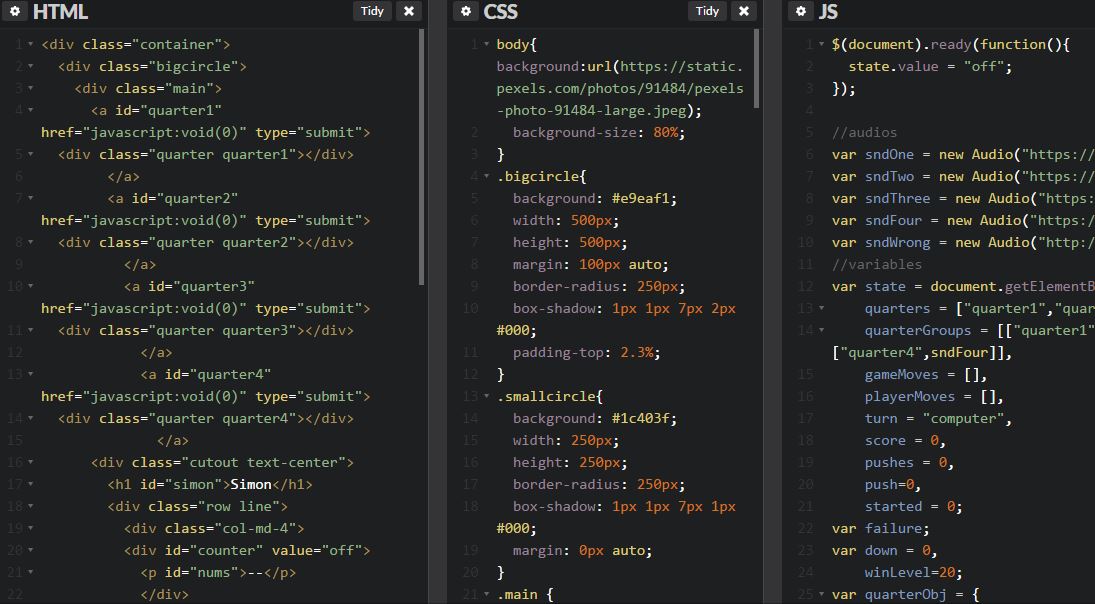 HTML
Tidy
1 <div class="container">
2 <div class="bigcircle">
3 <div class="main">
4 <a id="quarter1"
href="javascript:void(0)" type="submit">
5 <div class="quarter quarter1"></div>
6 </a>
7 <a id="quarter2"
href="javascript:void(0)" type="submit">
8 <div class="quarter quarter2"></div>
9 </a>
10 <a id="quarter3"
href="javascript:void(0)" type="submit">
11 <div class="quarter quarter3"></div>
12 </a>
13 <a id="quarter4"
href="javascript:void(0)" type="submit">
14 <div class="quarter quarter4"></div>
15 </a>
16 <div class="cutout text-center">
17 <h1 id="simon">Simon</h1>
18 <div class="row line">
19 <div class="col-md-4">
20 <div id="counter" value="off">
21 <p id="nums">--</p>
22 </div>
CSS
Tidy
1 body{
background:url(https://static.
pexels.com/photos/91484/pexels
-photo-91484-large.jpeg);
2 background-size: 80%;
3 }
4 .bigcircle{
5 background: #e9eaf1;
6 width: 500px;
7 height: 500px;
8 margin: 100px auto;
9 border-radius: 250px;
10 box-shadow: 1px 1px 7px 2px
#000;
11 padding-top: 2.3%;
12 }
13 .smallcircle{
14 background: #1c403f;
15 width: 250px;
16 height: 250px;
17 border-radius: 250px;
18 box-shadow: 1px 1px 7px 1px
#000;
19 margin: 0px auto;
20 }
21 .main {
JS
1 $(document).ready(function(){
2 state.value = "off";
3 });
4
5 //audios
6 var sndOne = new Audio("https://
7 var sndTwo = new Audio("https://
8 var sndThree = new Audio("https:
9 var sndFour = new Audio("https:/
10 var sndWrong = new Audio("http:/
11 //variables
12 var state = document.getElementB
13 quarters = ["quarter1","quar
14 quarterGroups = [["quarter1"
["quarter4",sndFour]],
15 gameMoves = [],
16 playerMoves = [],
17 turn = "computer",
18 score = 0,
19 pushes = 0,
20 push=0,
21 started = 0;
22 var failure;
23 var down = 0,
24 winLevel=20;
25 var quarterObj = {